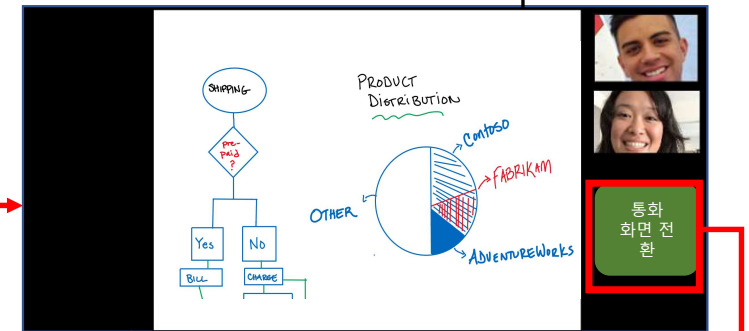 SHIPPING
pre-
paid
?
Yes
No
BILL
CHARGE
PRODUCT
DISTRIBUTION
CONTOSO
FABRIKAM
OTHER
ADVENTUREWORKS
통화
화면 전
환